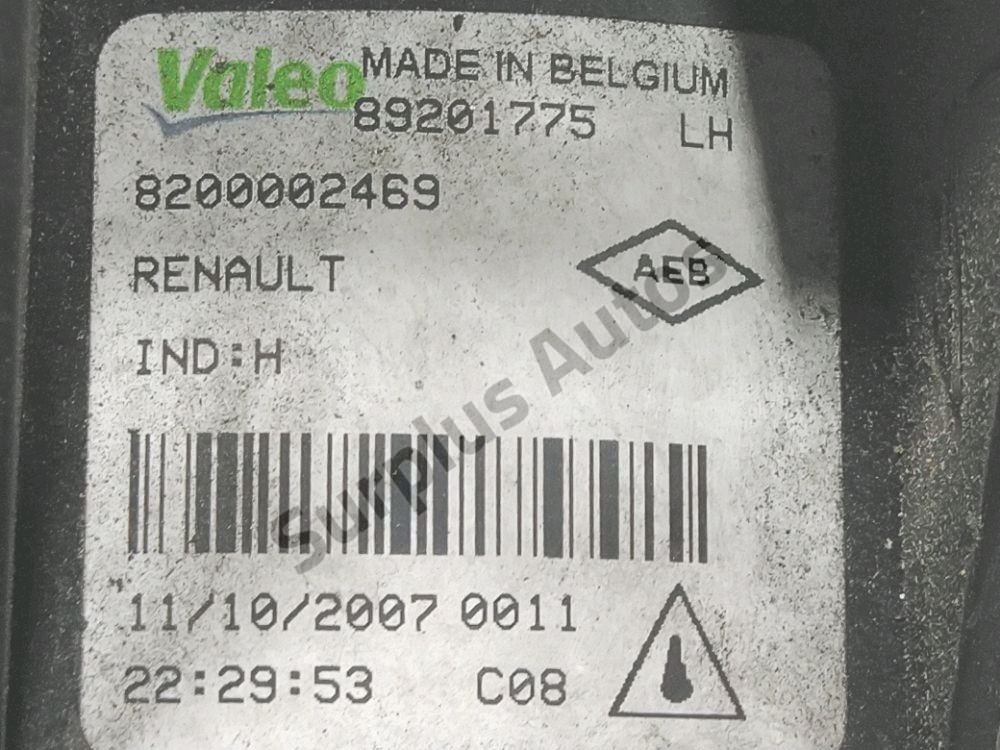 Valeo MADE IN BELGIUM
89201775 LH
8200002469
RENAULT AEB
IND:H
Surplus Autos
11/10/2007 0011
22:29:53 C08